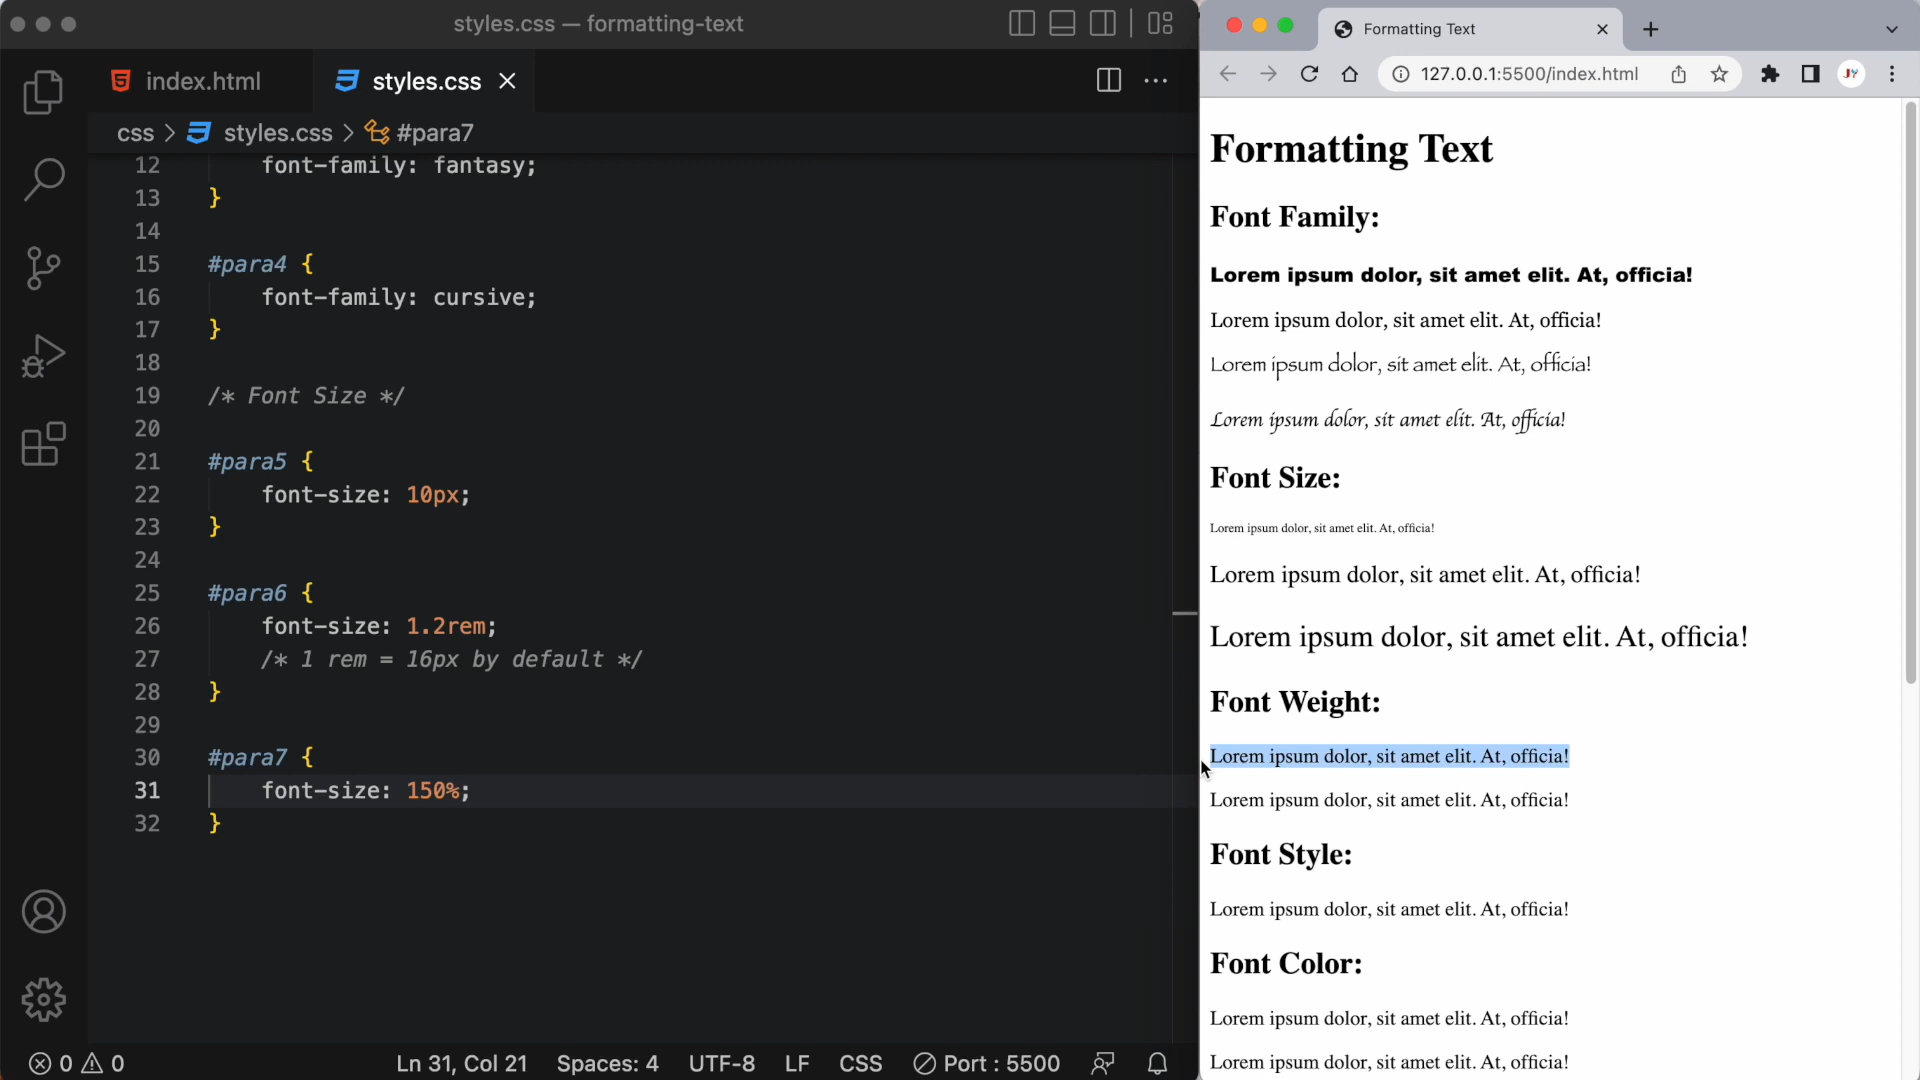 styles.css — formatting-text
index.html
styles.css
css > styles.css > #para7
12 font-family: fantasy;
13 }
14
15 #para4 {
16 font-family: cursive;
17 }
18
19 /* Font Size */
20
21 #para5 {
22 font-size: 10px;
23 }
24
25 #para6 {
26 font-size: 1.2rem;
27 /* 1 rem = 16px by default */
28 }
29
30 #para7 {
31 font-size: 150%;
32 }
0 0 Ln 31, Col 21 Spaces: 4 UTF-8 LF CSS Port : 5500
Formatting Text
127.0.0.1:5500/index.html JY
Formatting Text
Font Family:
Lorem ipsum dolor, sit amet elit. At, officia!
Lorem ipsum dolor, sit amet elit. At, officia!
Lorem ipsum dolor, sit amet elit. At, officia!
Lorem ipsum dolor, sit amet elit. At, officia!
Font Size:
Lorem ipsum dolor, sit amet elit. At, officia!
Lorem ipsum dolor, sit amet elit. At, officia!
Lorem ipsum dolor, sit amet elit. At, officia!
Font Weight:
Lorem ipsum dolor, sit amet elit. At, officia!
Lorem ipsum dolor, sit amet elit. At, officia!
Font Style:
Lorem ipsum dolor, sit amet elit. At, officia!
Font Color:
Lorem ipsum dolor, sit amet elit. At, officia!
Lorem ipsum dolor, sit amet elit. At, officia!